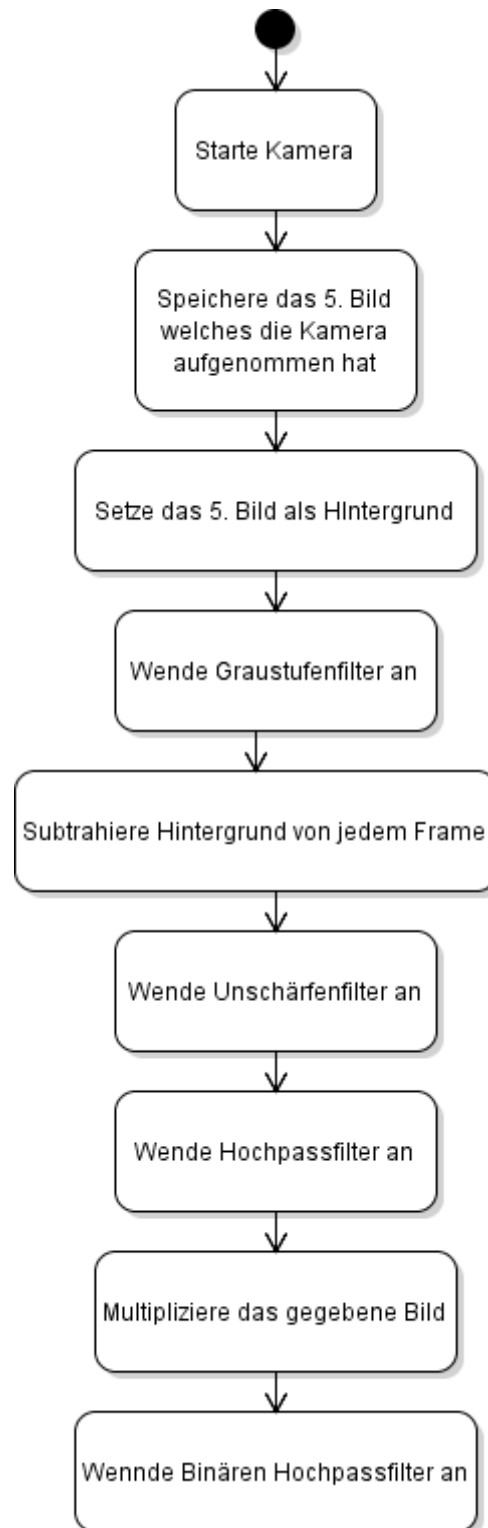 Starte Kamera
Speichere das 5. Bild
welches die Kamera
aufgenommen hat
Setze das 5. Bild als HIntergrund
Wende Graustufenfilter an
Subtrahiere Hintergrund von jedem Frame
Wende Unschärfenfilter an
Wende Hochpassfilter an
Multipliziere das gegebene Bild
Wennde Binären Hochpassfilter an